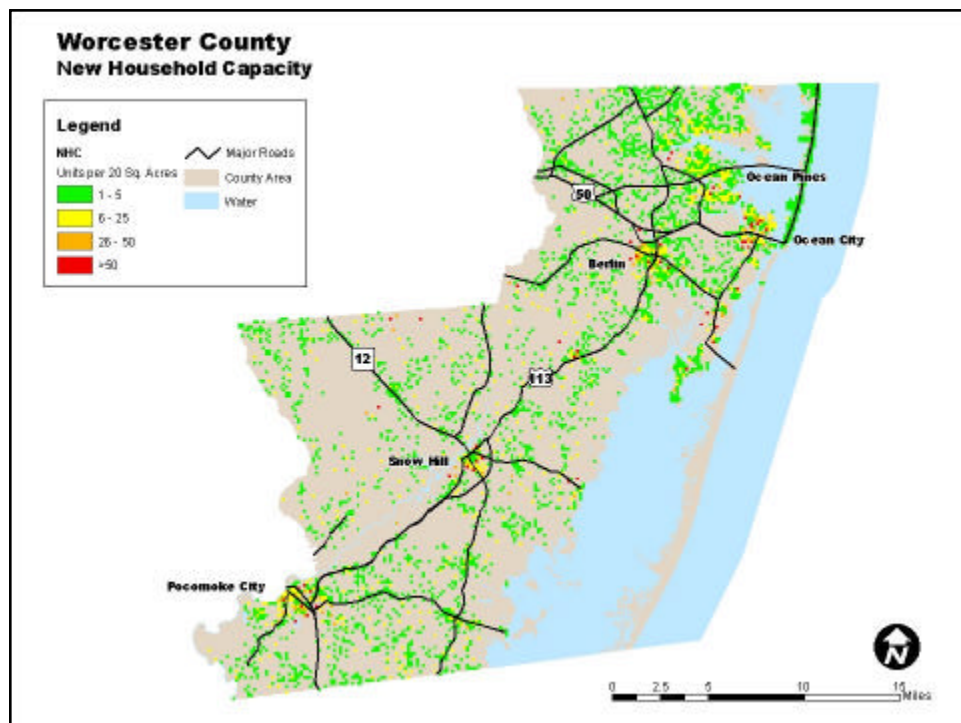 Worcester County
New Household Capacity
Legend
NHC
Units per 20 Sq. Acres
1 - 5
6 - 25
26 - 50
>50
Major Roads
County Area
Water
Ocean Pines
50
Ocean City
Berlin
12
113
Snow Hill
Pocomoke City
N
0 2.5 5 10 15
Miles